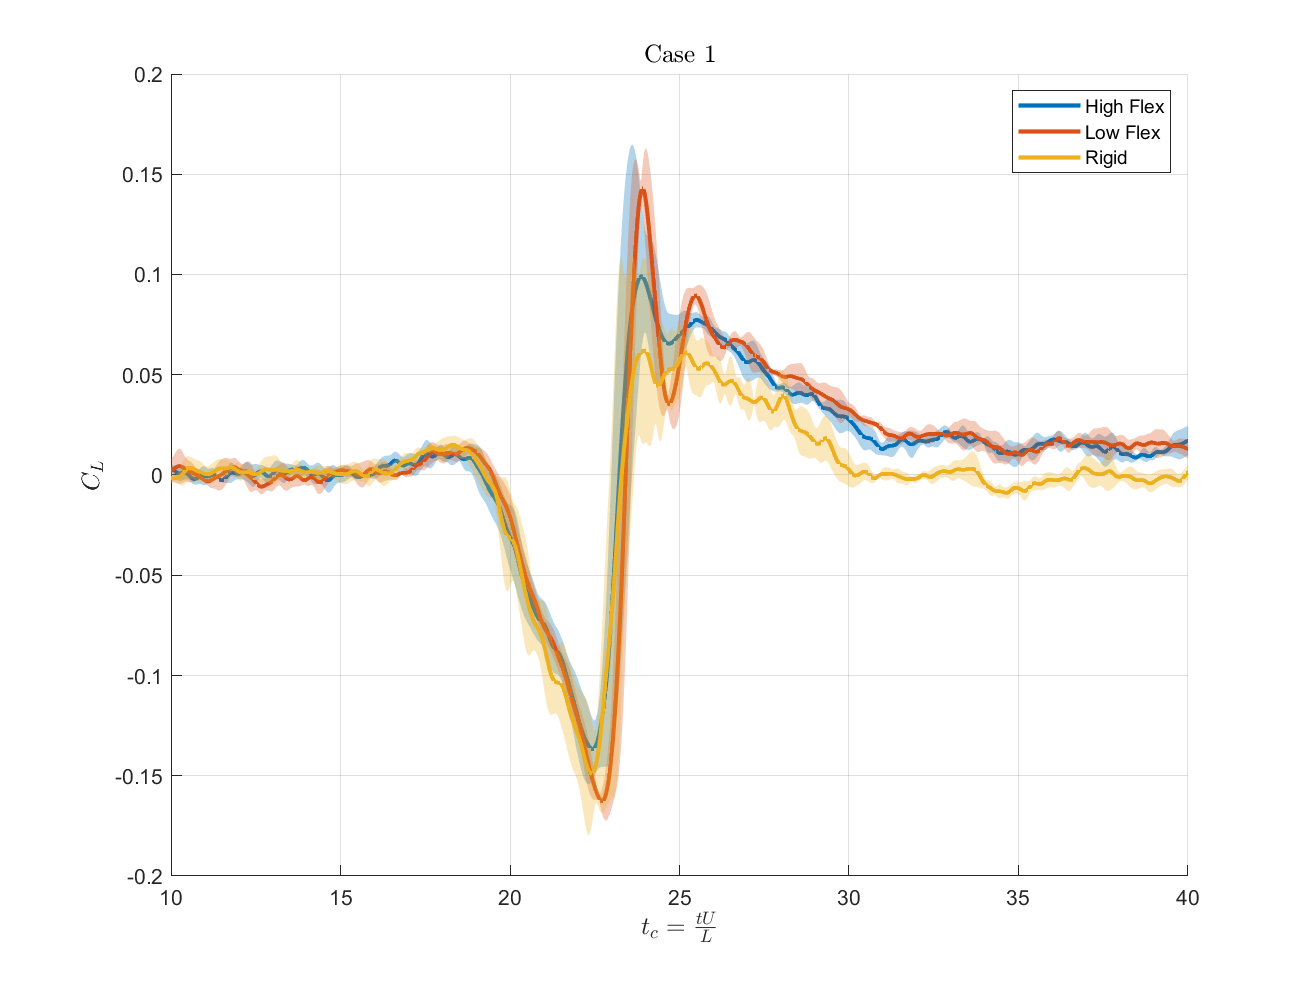 Case 1
High Flex
Low Flex
Rigid
0.2
0.15
0.1
0.05
0
-0.05
-0.1
-0.15
-0.2
C_L
10 15 20 25 30 35 40
t_c = \frac{tU}{L}